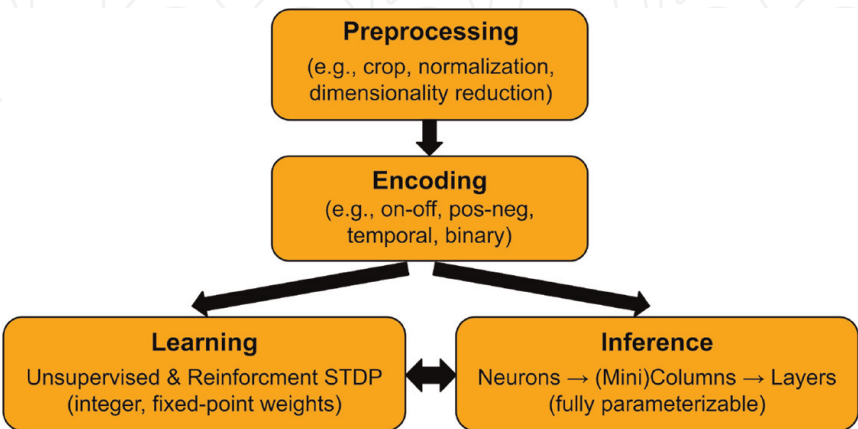 Preprocessing
(e.g., crop, normalization,
dimensionality reduction)
Encoding
(e.g., on-off, pos-neg,
temporal, binary)
Learning
Unsupervised & Reinforcment STDP
(integer, fixed-point weights)
Inference
Neurons → (Mini)Columns → Layers
(fully parameterizable)